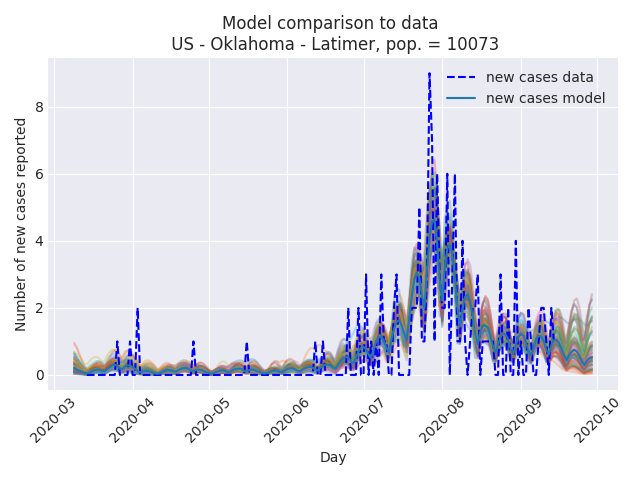 Model comparison to data
US - Oklahoma - Latimer, pop. = 10073
new cases data
new cases model
Number of new cases reported
8
6
4
2
0
2020-03
2020-04
2020-05
2020-06
2020-07
2020-08
2020-09
2020-10
Day